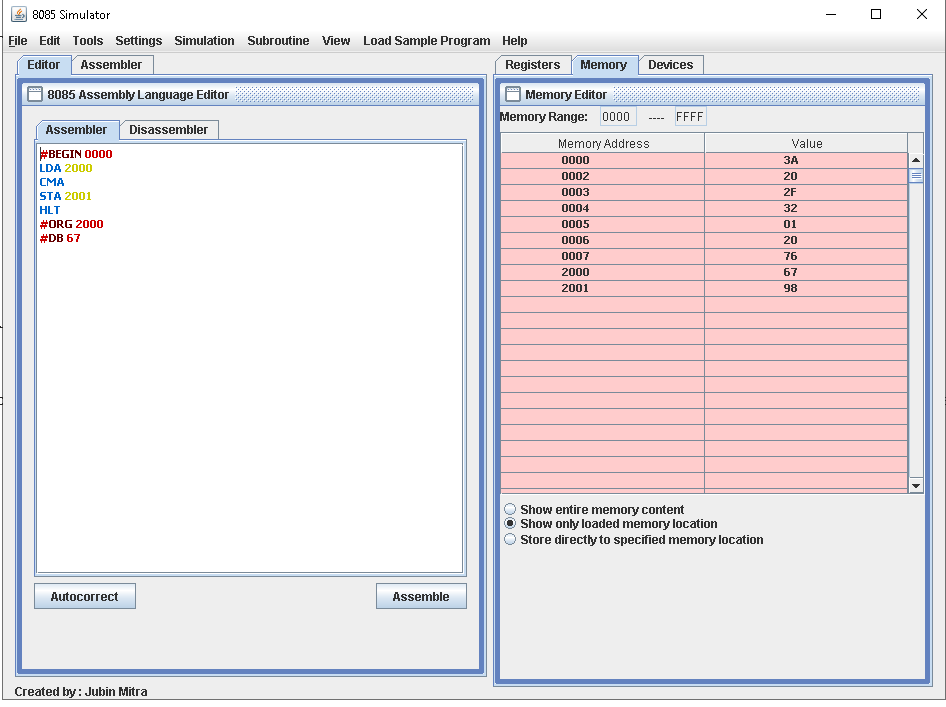 8085 Simulator
File Edit Tools Settings Simulation Subroutine View Load Sample Program Help
Editor Assembler
8085 Assembly Language Editor
Assembler Disassembler
#BEGIN 0000
LDA 2000
CMA
STA 2001
HLT
#ORG 2000
#DB 67
Autocorrect Assemble
Registers Memory Devices
Memory Editor
Memory Range: 0000 ---- FFFF
Memory Address Value
0000 3A
0002 20
0003 2F
0004 32
0005 01
0006 20
0007 76
2000 67
2001 98
Show entire memory content
Show only loaded memory location
Store directly to specified memory location
Created by : Jubin Mitra